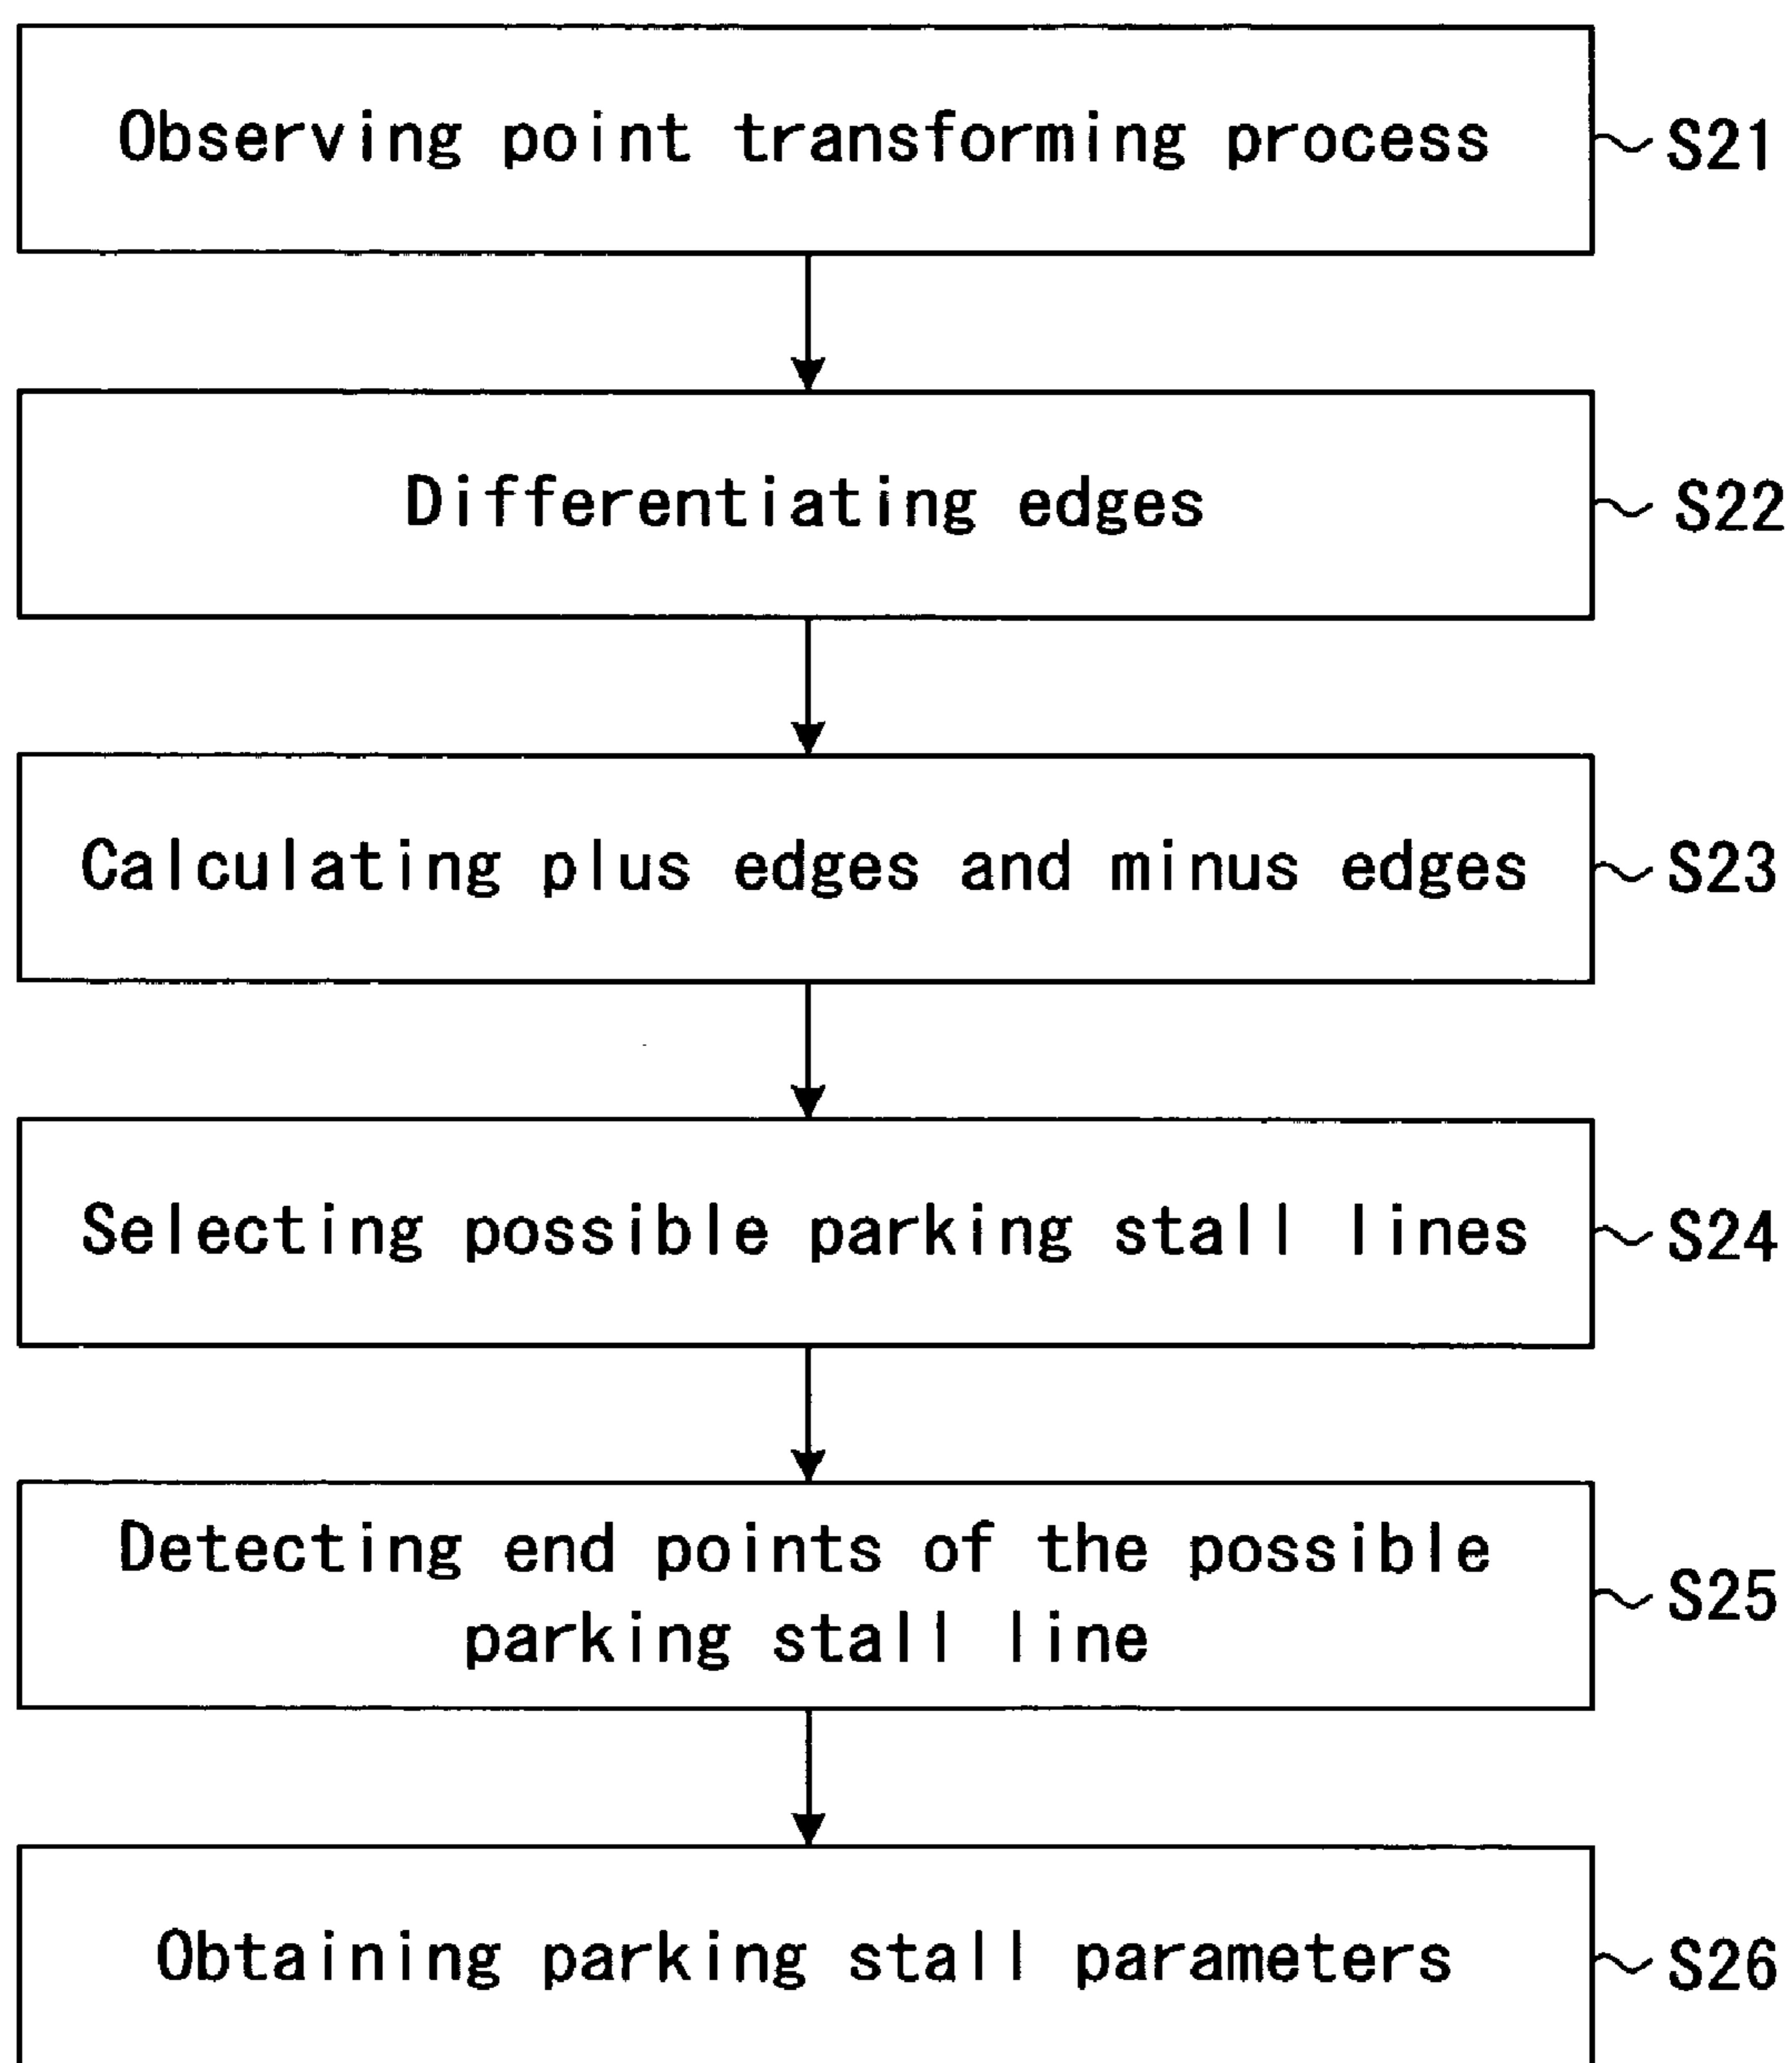 Observing point transforming process
S21
Differentiating edges
S22
Calculating plus edges and minus edges
S23
Selecting possible parking stall lines
S24
Detecting end points of the possible
parking stall line
S25
Obtaining parking stall parameters
S26